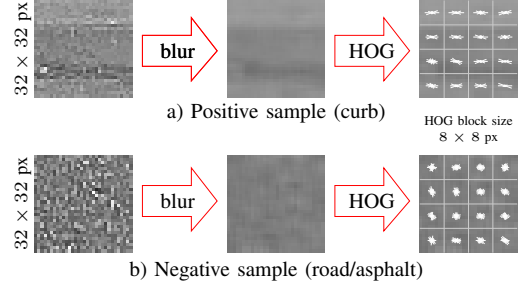 32 × 32 px
blur
HOG
a) Positive sample (curb)
HOG block size
8 × 8 px
32 × 32 px
blur
HOG
b) Negative sample (road/asphalt)